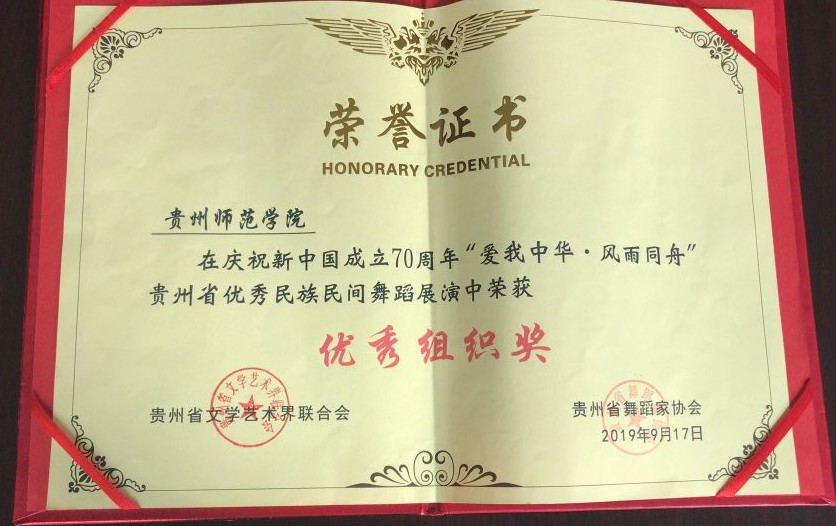 荣誉证书
HONORARY CREDENTIAL
贵州师范学院
在庆祝新中国成立70周年“爱我中华·风雨同舟”
贵州省优秀民族民间舞蹈展演中荣获
优秀组织奖
贵州省文学艺术界联合会
贵州省舞蹈家协会
2019年9月17日